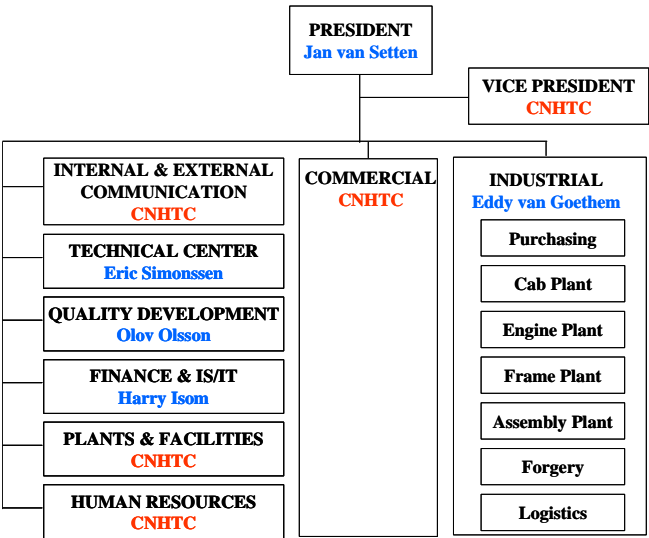 PRESIDENT
Jan van Setten
VICE PRESIDENT
CNHTC
INTERNAL & EXTERNAL
COMMUNICATION
CNHTC
TECHNICAL CENTER
Eric Simonssen
QUALITY DEVELOPMENT
Olov Olsson
FINANCE & IS/IT
Harry Isom
PLANTS & FACILITIES
CNHTC
HUMAN RESOURCES
CNHTC
COMMERCIAL
CNHTC
INDUSTRIAL
Eddy van Goethem
Purchasing
Cab Plant
Engine Plant
Frame Plant
Assembly Plant
Forgery
Logistics